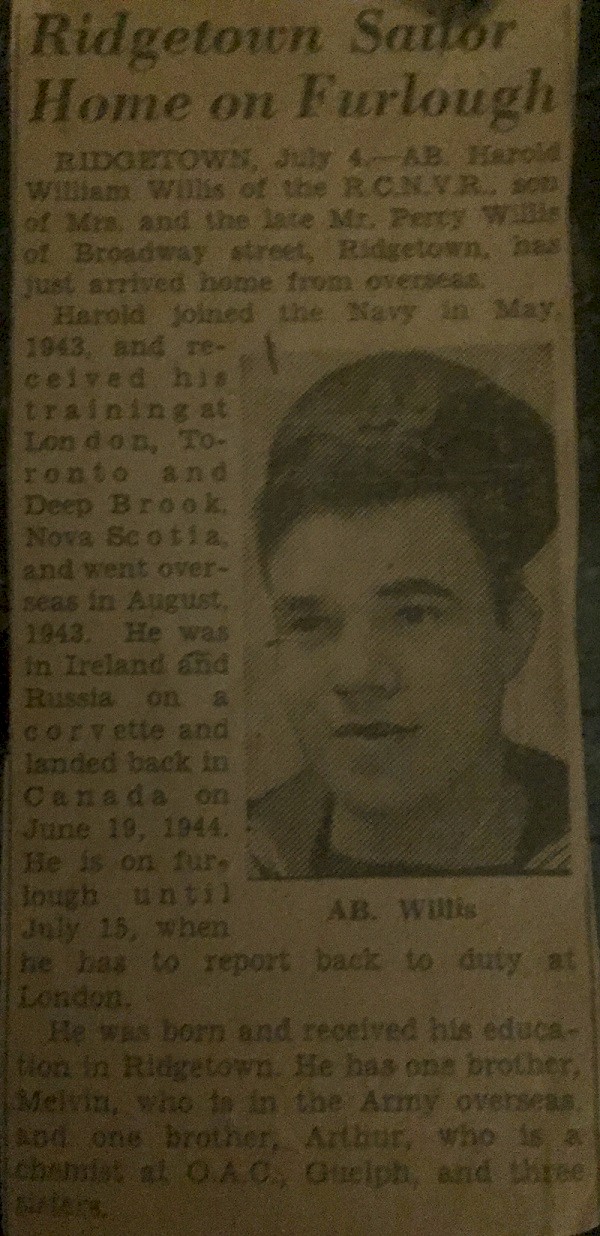 Ridgetown Sailor
Home on Furlough
RIDGETOWN, July 4.—AB. Harold
William Willis of the R.C.N.V.R., son
of Mrs. and the late Mr. Percy Willis
of Broadway street, Ridgetown, has
just arrived home from overseas.
Harold joined the Navy in May,
1943, and re-
ceived his
training at
London, To-
ronto and
Deep Brook,
Nova Scotia,
and went over-
seas in August,
1943. He was
in Ireland and
Russia on a
corvette and
landed back in
Canada on
June 19, 1944.
He is on fur-
lough until
July 15, when
he has to report back to duty at
London.
AB. Willis
He was born and received his educa-
tion in Ridgetown. He has one brother,
Melvin, who is in the Army overseas,
and one brother, Arthur, who is a
chemist at O.A.C., Guelph, and three
sisters.